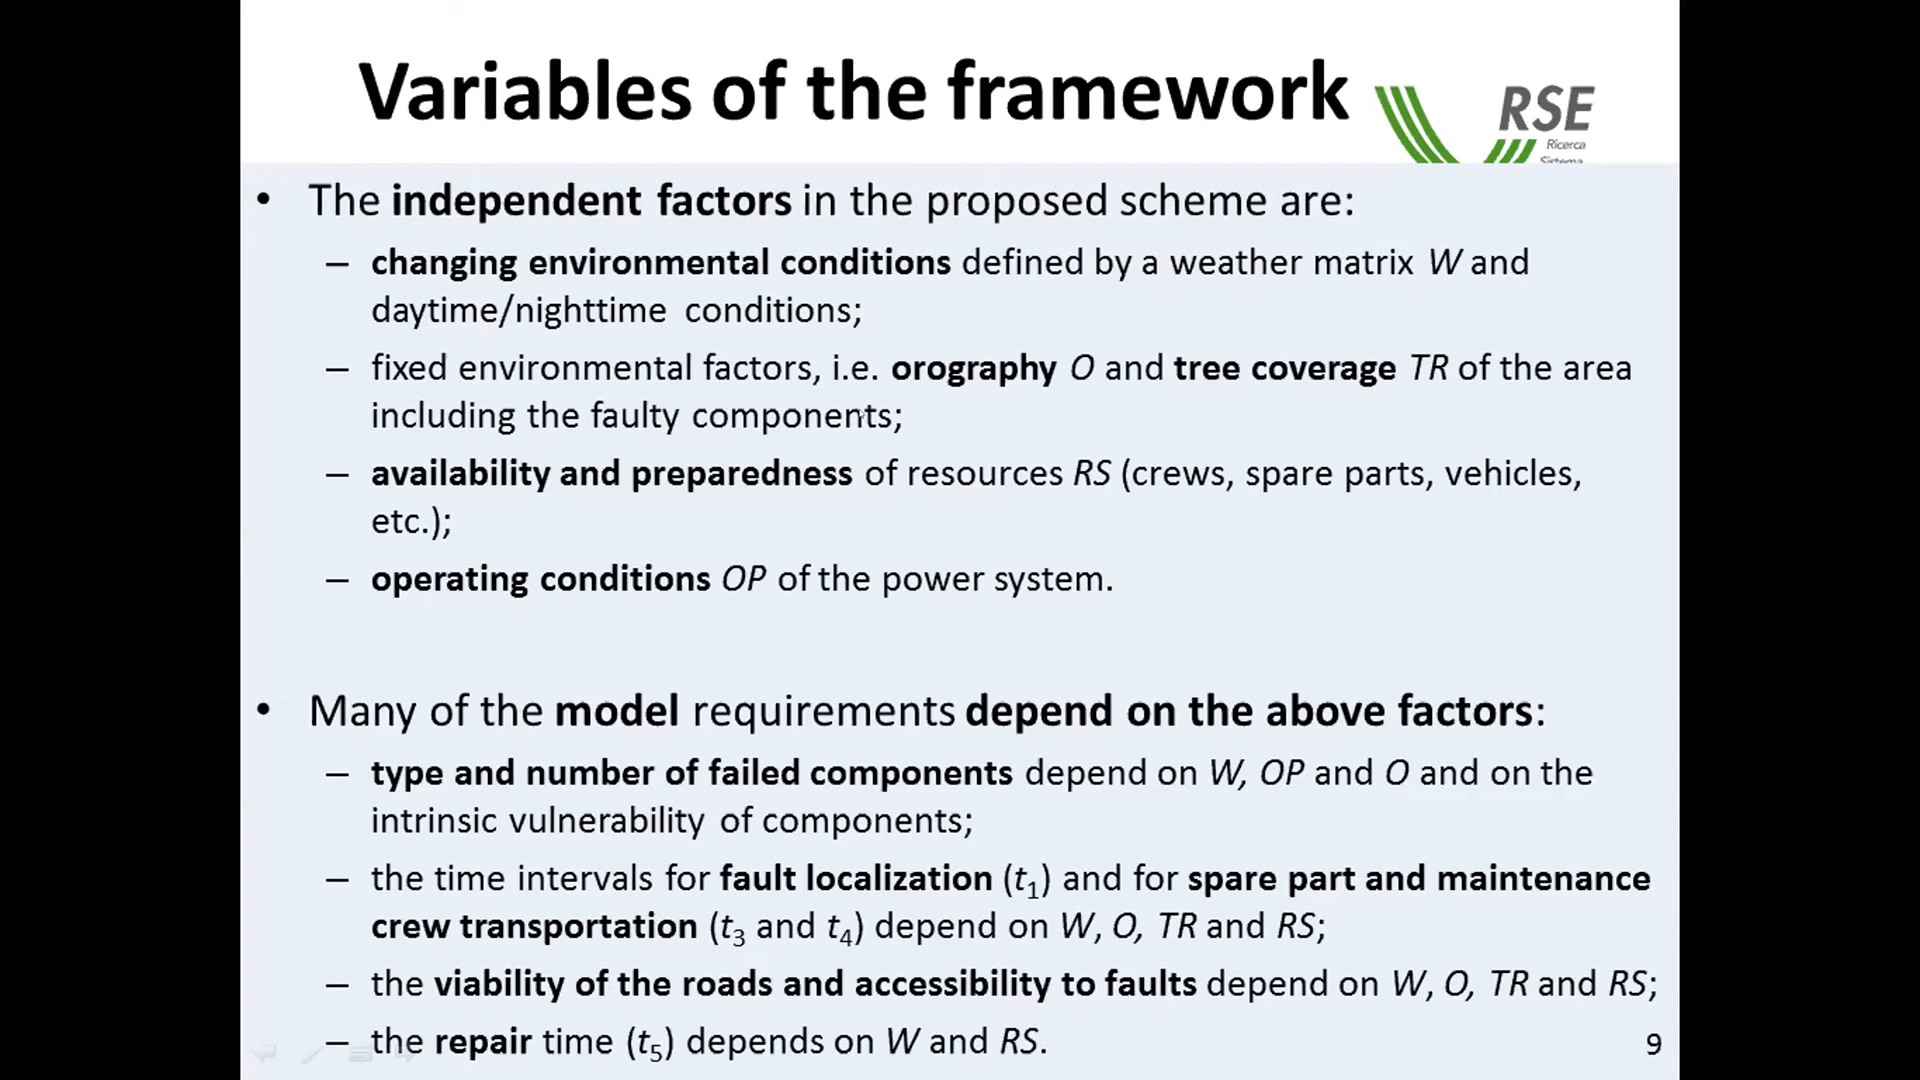 Variables of the framework
RSE
Ricerca
Sistema
• The independent factors in the proposed scheme are:
– changing environmental conditions defined by a weather matrix W and
daytime/nighttime conditions;
– fixed environmental factors, i.e. orography O and tree coverage TR of the area
including the faulty components;
– availability and preparedness of resources RS (crews, spare parts, vehicles,
etc.);
– operating conditions OP of the power system.
• Many of the model requirements depend on the above factors:
– type and number of failed components depend on W, OP and O and on the
intrinsic vulnerability of components;
– the time intervals for fault localization (t1) and for spare part and maintenance
crew transportation (t3 and t4) depend on W, O, TR and RS;
– the viability of the roads and accessibility to faults depend on W, O, TR and RS;
– the repair time (t5) depends on W and RS.
9